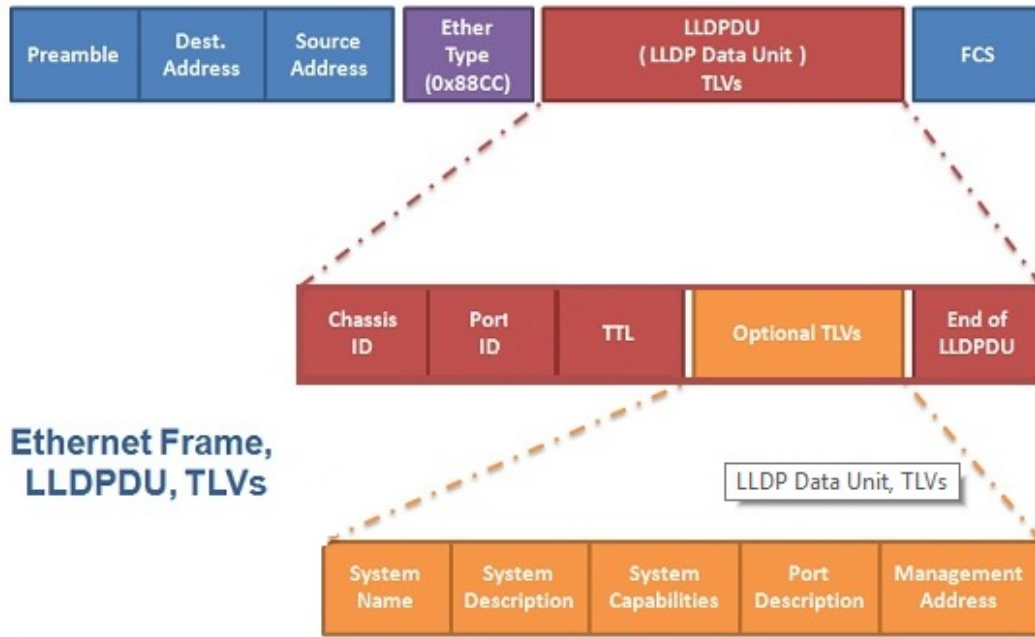 Preamble
Dest.
Address
Source
Address
Ether
Type
(0x88CC)
LLDPDU
( LLDP Data Unit )
TLVs
FCS
Chassis
ID
Port
ID
TTL
Optional TLVs
End of
LLDPDU
Ethernet Frame,
LLDPDU, TLVs
LLDP Data Unit, TLVs
System
Name
System
Description
System
Capabilities
Port
Description
Management
Address